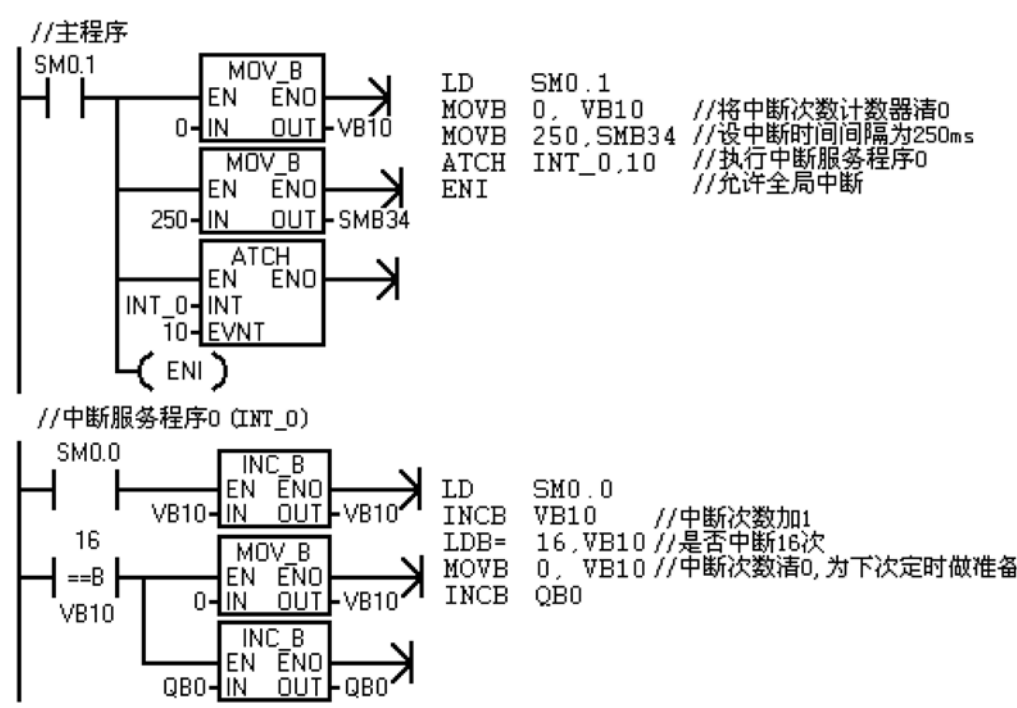 //主程序
SM0.1
MOV_B
EN ENO
0 IN OUT VB10
MOV_B
EN ENO
250 IN OUT SMB34
ATCH
EN ENO
INT_0 INT
10 EVNT
( ENI )
LD SM0.1
MOVB 0, VB10 //将中断次数计数器清0
MOVB 250,SMB34 //设中断时间间隔为250ms
ATCH INT_0,10 //执行中断服务程序0
ENI //允许全局中断
//中断服务程序0 (INT_0)
SM0.0
INC_B
EN ENO
VB10 IN OUT VB10
16
==B
VB10
MOV_B
EN ENO
0 IN OUT VB10
INC_B
EN ENO
QB0 IN OUT QB0
LD SM0.0
INCB VB10 //中断次数加1
LDB= 16,VB10 //是否中断16次
MOVB 0, VB10 //中断次数清0,为下次定时做准备
INCB QB0